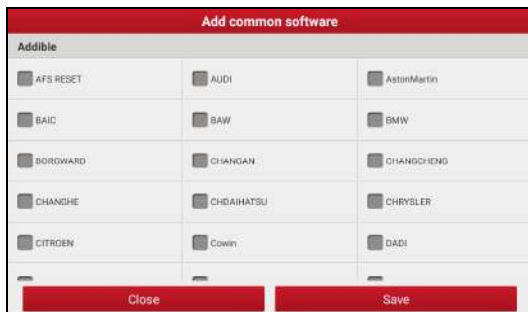 Add common software
Addible
AFS RESET AUDI AstonMartin
BAIC BAW BMW
BORGWARD CHANGAN CHANGCHENG
CHANGHE CHDAIHATSU CHRYSLER
CITROEN Cowin DADI
Close Save